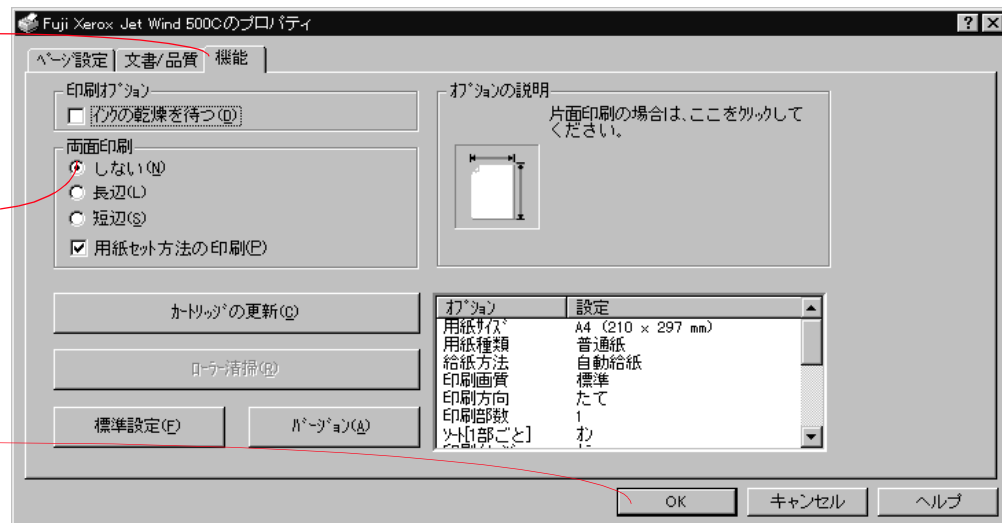 Fuji Xerox Jet Wind 500Cのプロパティ
ページ設定 文書/品質 機能
印刷オプション
インクの乾燥を待つ(D)
両面印刷
しない(N)
長辺(L)
短辺(S)
用紙セット方法の印刷(P)
オプションの説明
片面印刷の場合は、ここをクリックして
ください。
カートリッジの更新(C)
ローラー清掃(R)
標準設定(F)
バージョン(A)
オプション 設定
用紙サイズ A4 (210 x 297 mm)
用紙種類 普通紙
給紙方法 自動給紙
印刷画質 標準
印刷方向 たて
印刷部数 1
ソート[1部ごと] オン
OK キャンセル ヘルプ